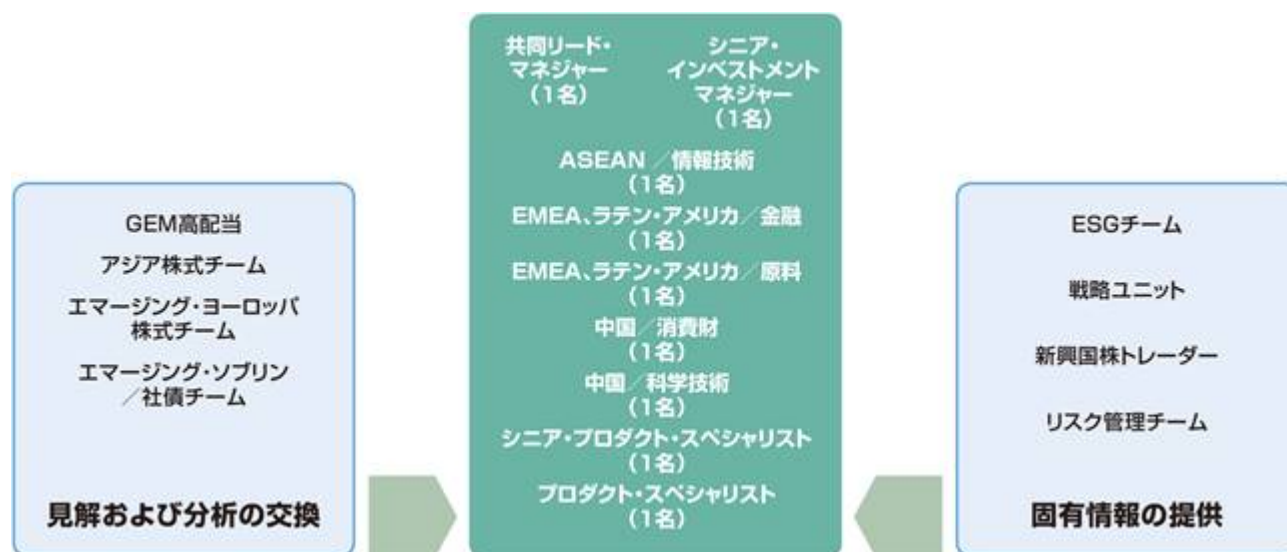 GEM高配当
アジア株式チーム
エマージング・ヨーロッパ
株式チーム
エマージング・ソブリン
／社債チーム
見解および分析の交換
共同リード・
マネジャー
（1名）
シニア・
インベストメント
マネジャー
（1名）
ASEAN ／情報技術
（1名）
EMEA、ラテン・アメリカ／金融
（1名）
EMEA、ラテン・アメリカ／原料
（1名）
中国／消費財
（1名）
中国／科学技術
（1名）
シニア・プロダクト・スペシャリスト
（1名）
プロダクト・スペシャリスト
（1名）
ESGチーム
戦略ユニット
新興国株トレーダー
リスク管理チーム
固有情報の提供